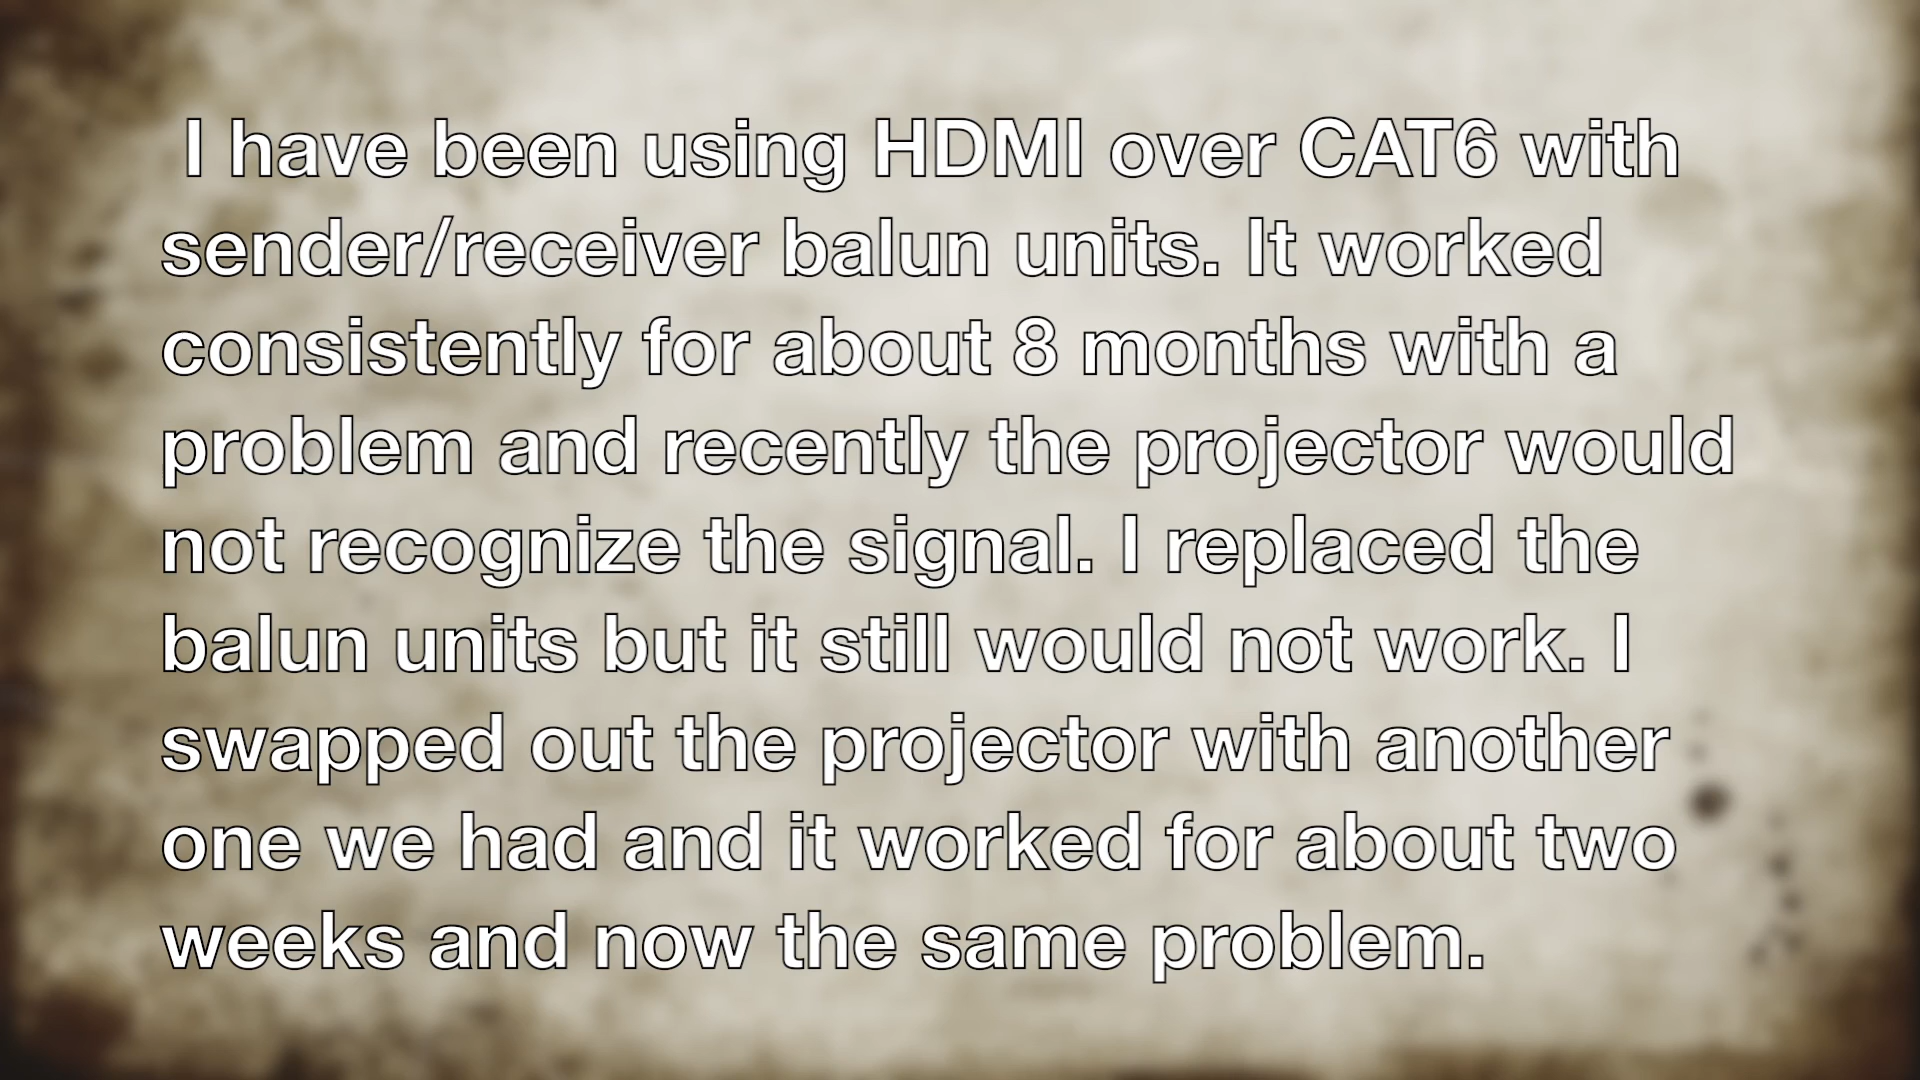 I have been using HDMI over CAT6 with
sender/receiver balun units. It worked
consistently for about 8 months with a
problem and recently the projector would
not recognize the signal. I replaced the
balun units but it still would not work. I
swapped out the projector with another
one we had and it worked for about two
weeks and now the same problem.